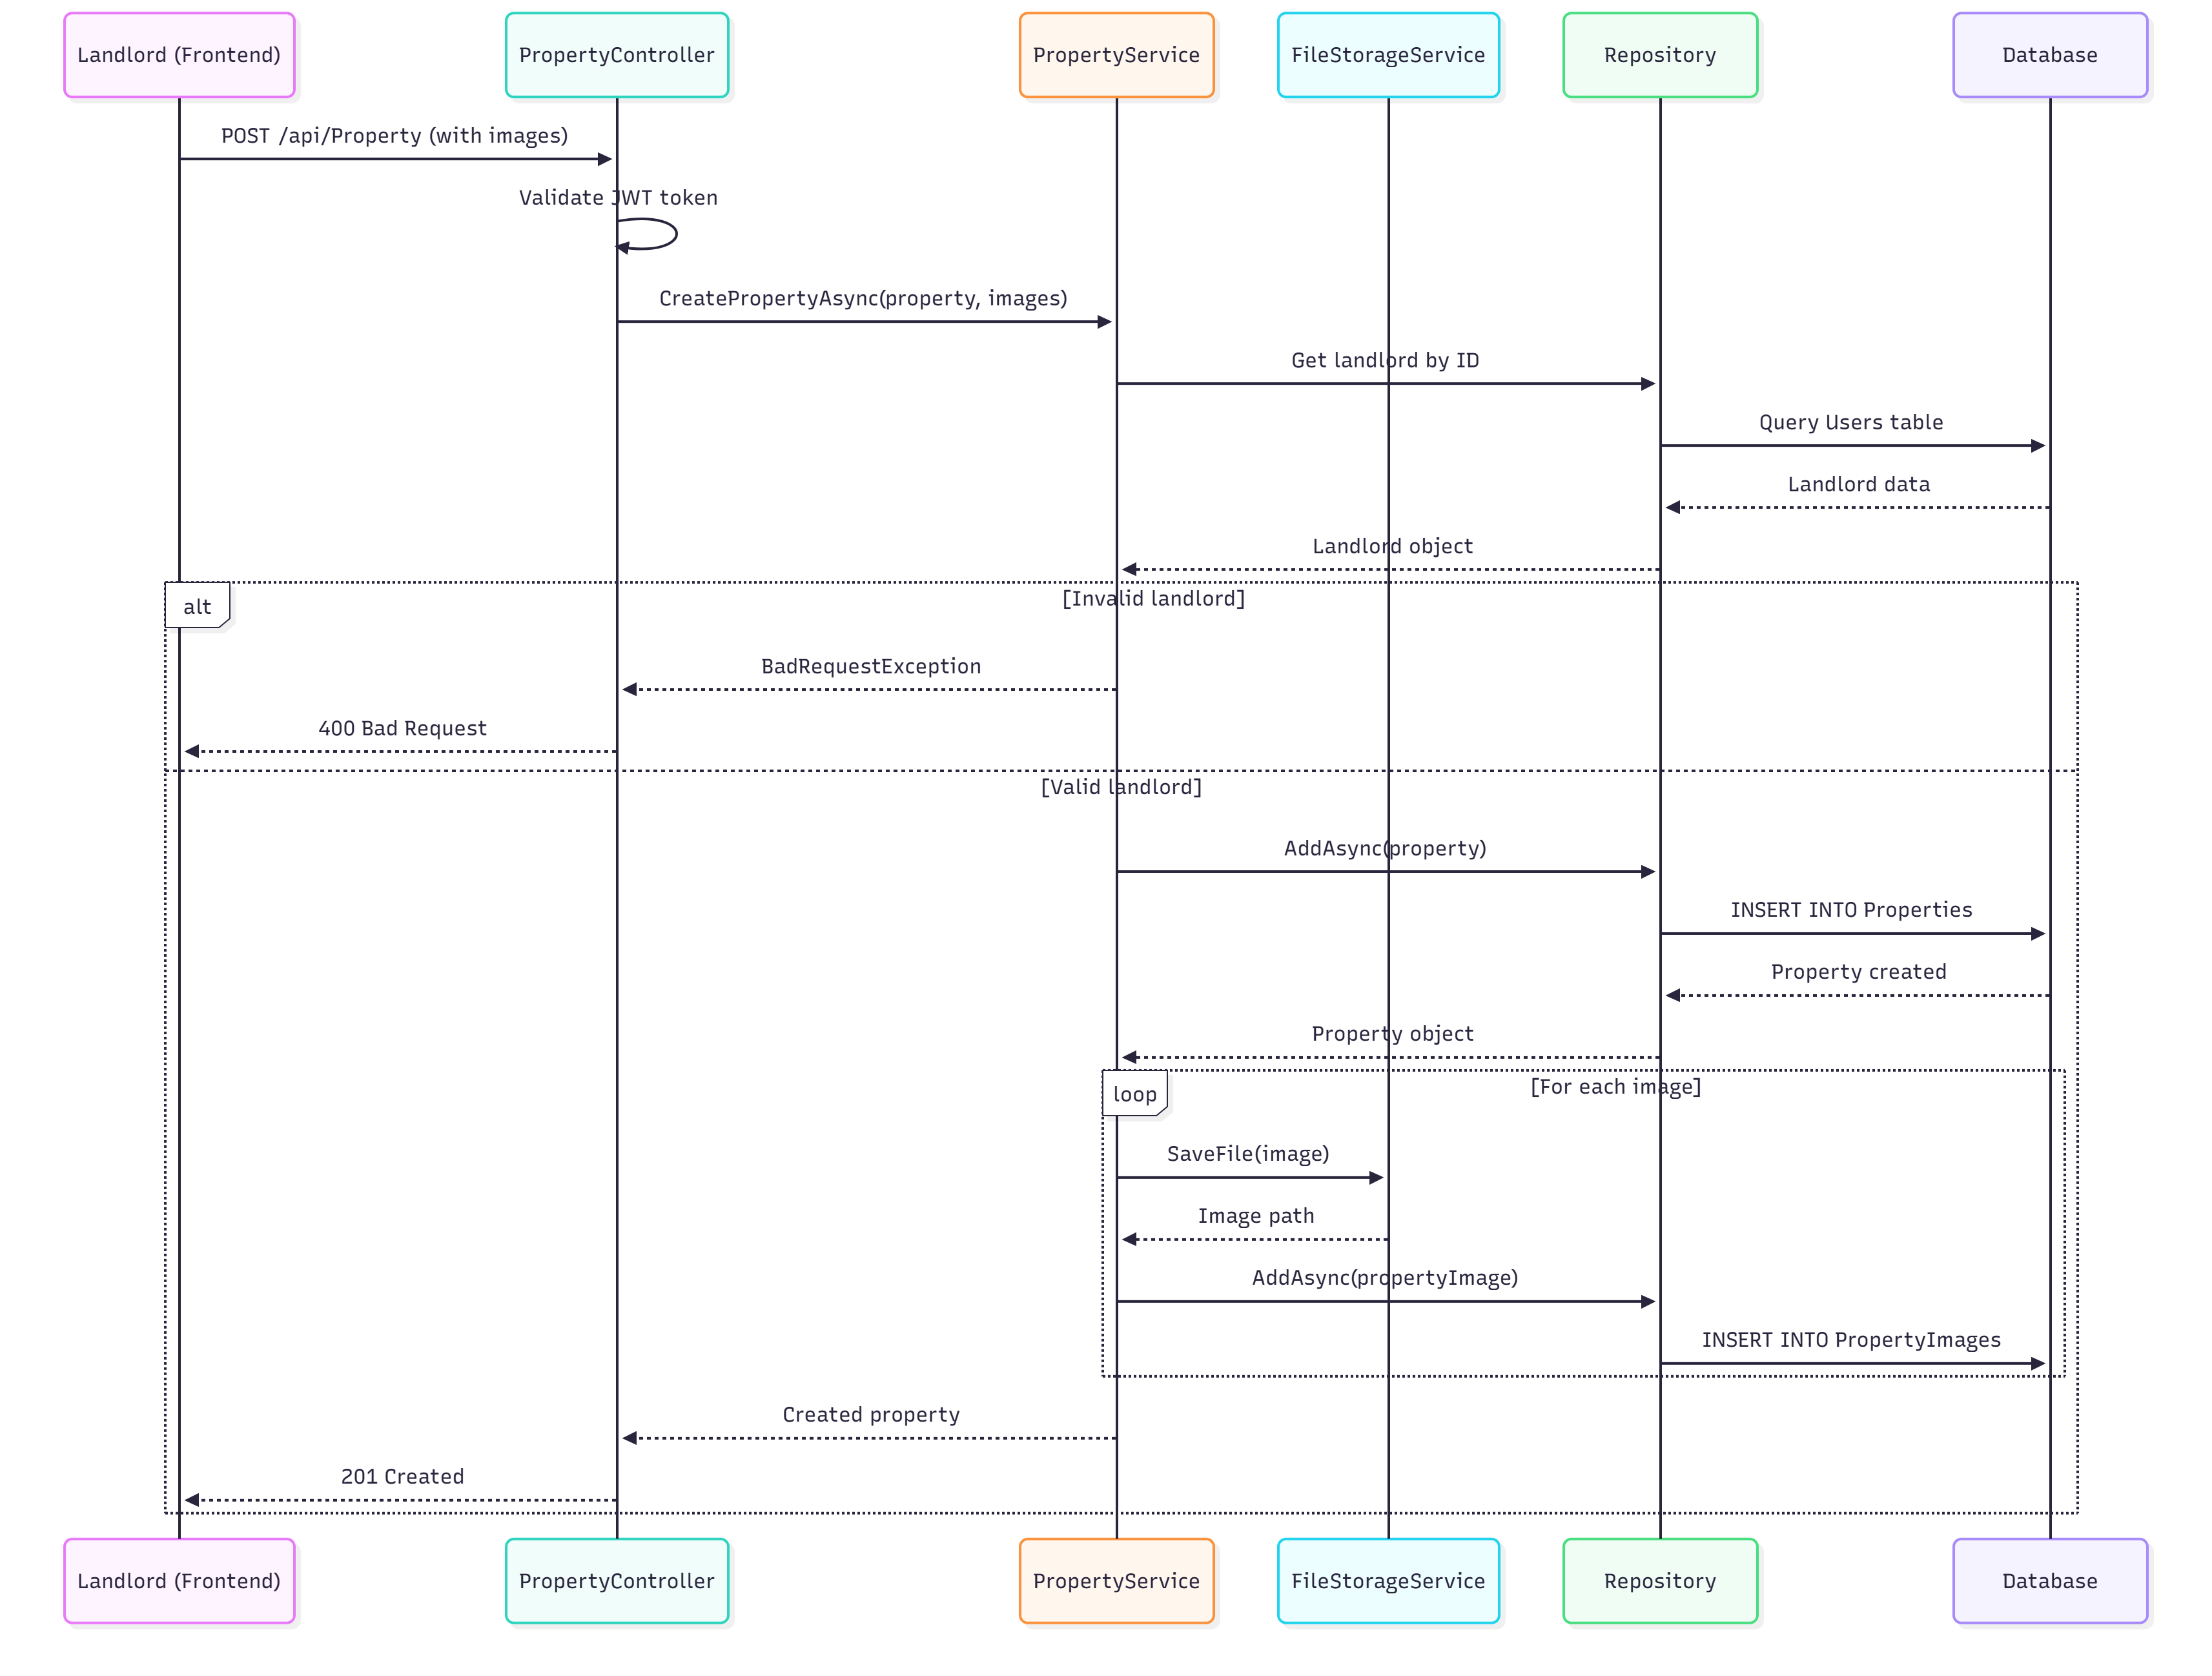 Landlord (Frontend)
PropertyController
PropertyService
FileStorageService
Repository
Database
POST /api/Property (with images)
Validate JWT token
CreatePropertyAsync(property, images)
Get landlord by ID
Query Users table
Landlord data
Landlord object
alt
[Invalid landlord]
BadRequestException
400 Bad Request
[Valid landlord]
AddAsync(property)
INSERT INTO Properties
Property created
Property object
loop
[For each image]
SaveFile(image)
Image path
AddAsync(propertyImage)
INSERT INTO PropertyImages
Created property
201 Created
Landlord (Frontend)
PropertyController
PropertyService
FileStorageService
Repository
Database